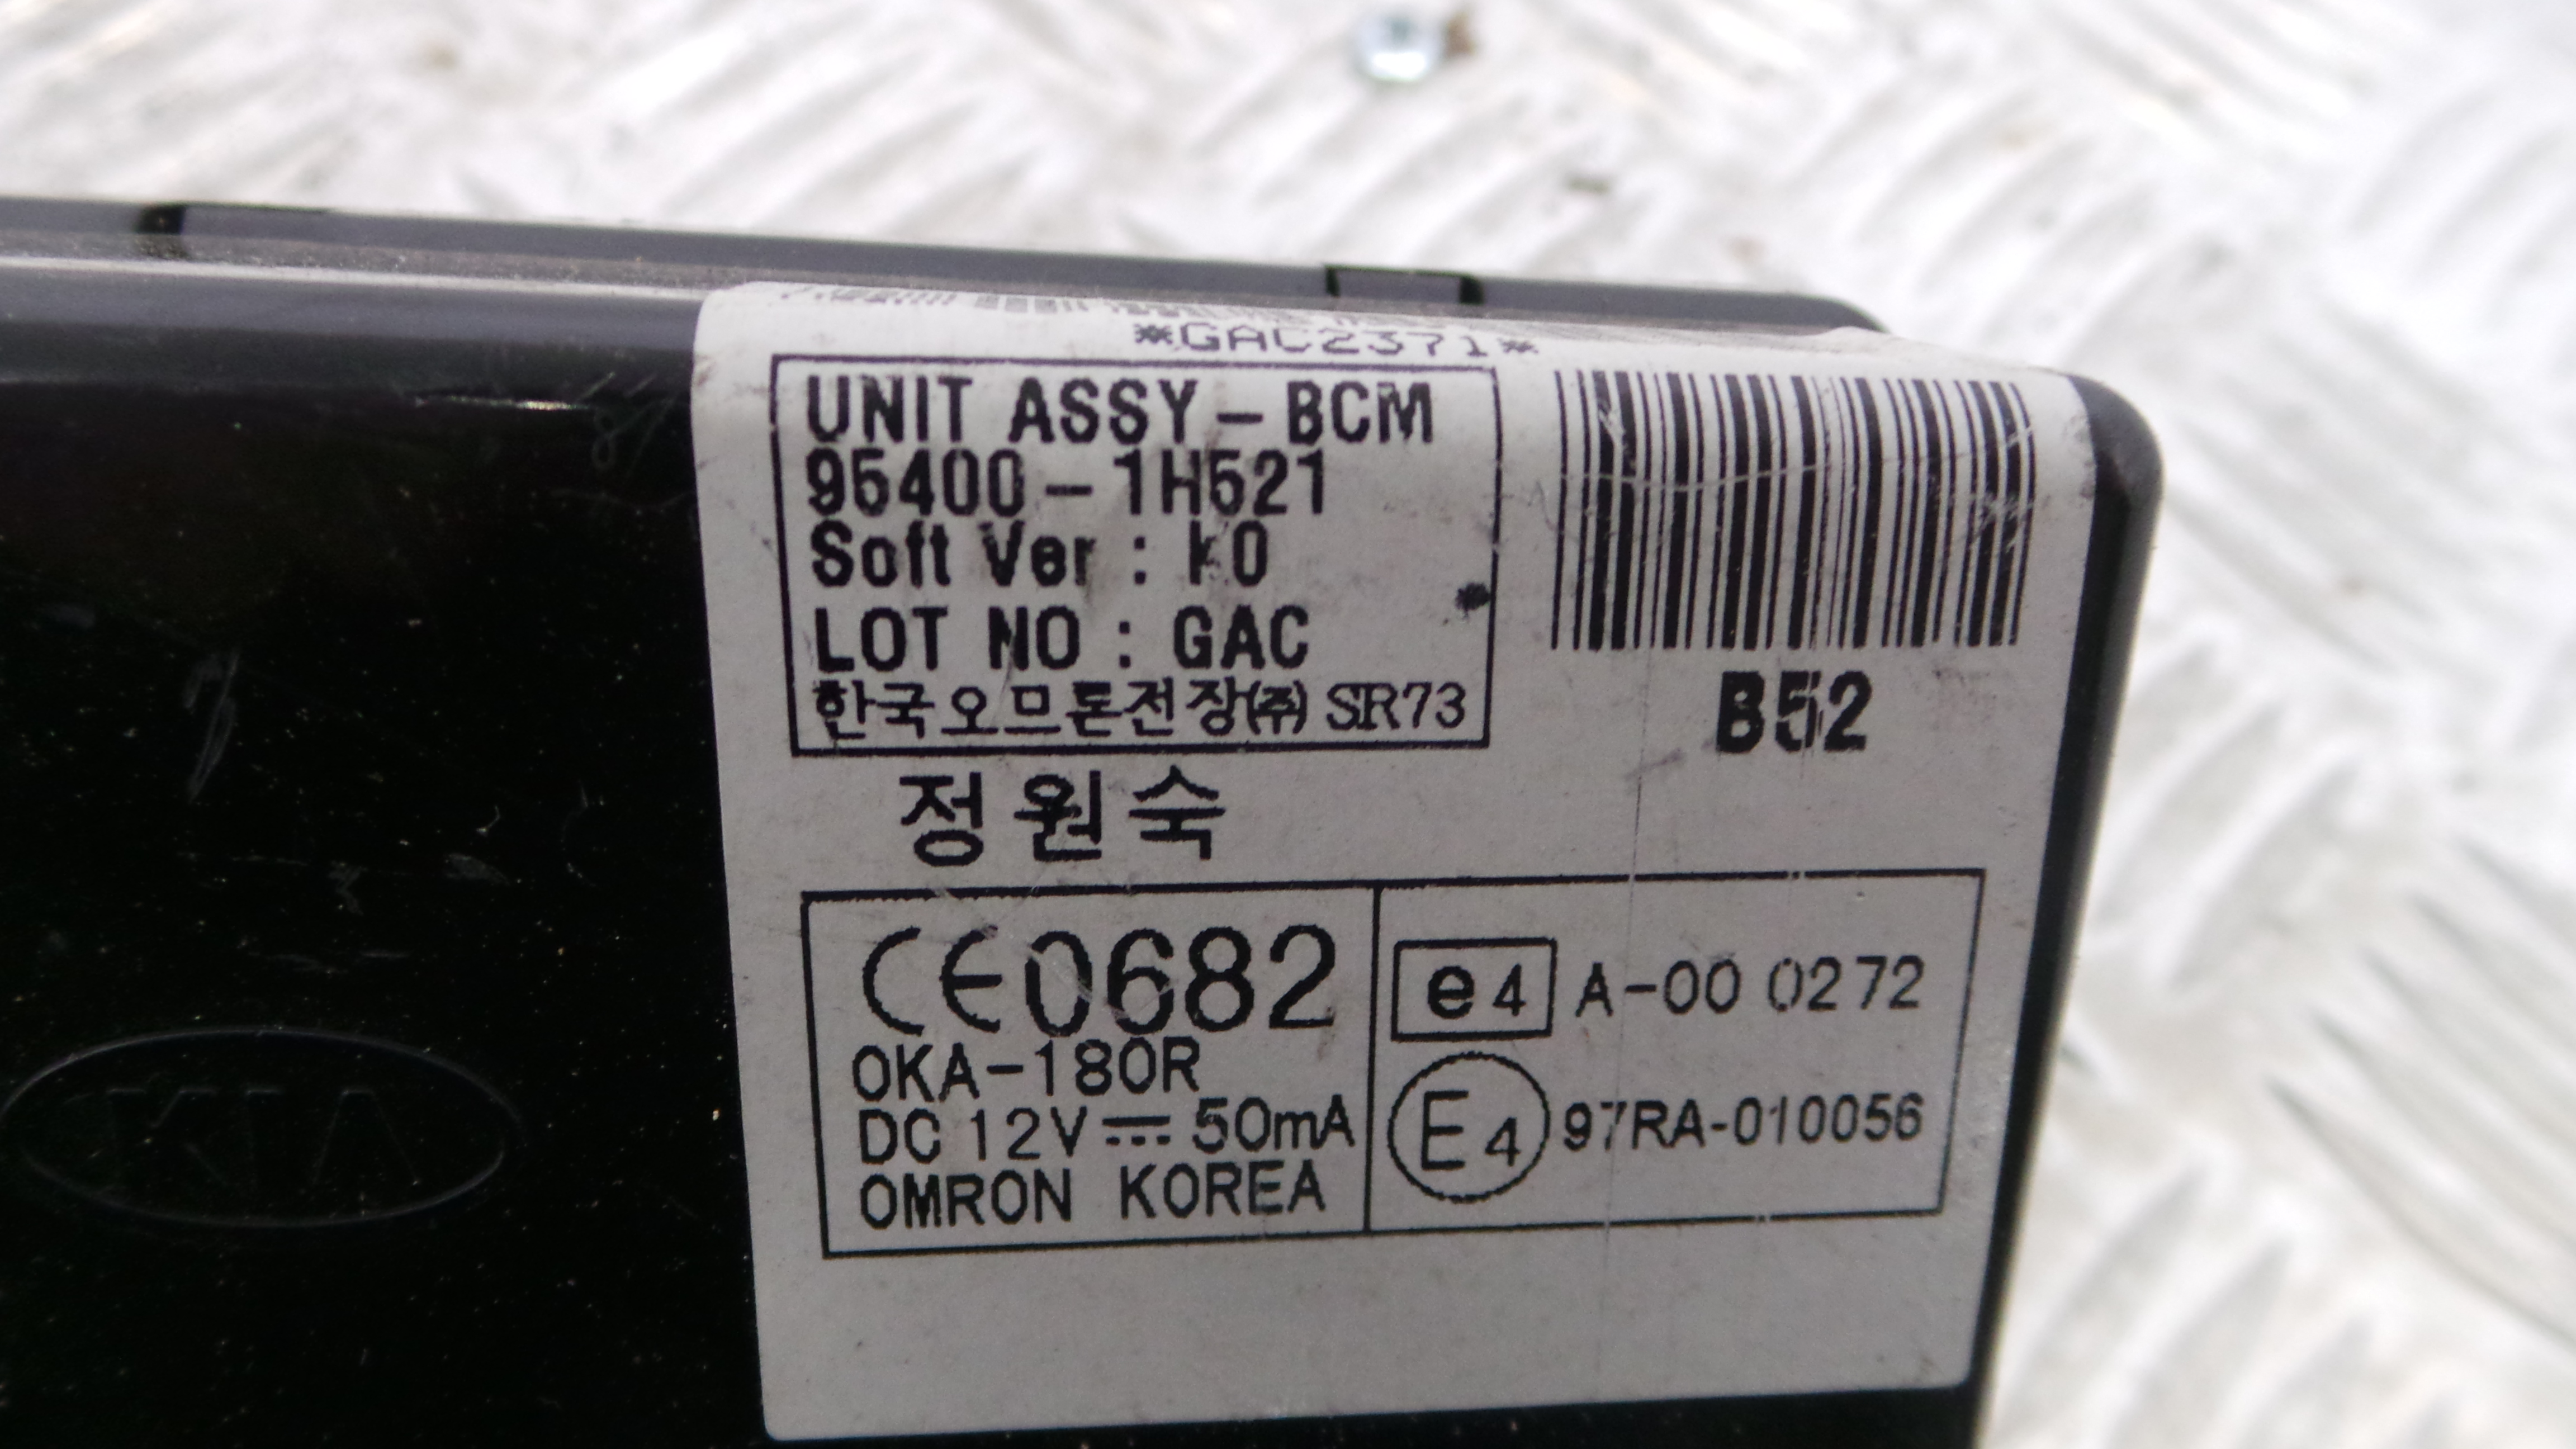 *GAC2371*
UNIT ASSY - BCM
95400 - 1H521
Soft Ver : k0
LOT NO : GAC
한국오므론전장㈜ SIR73
B52
정원숙
CE0682
OKA-180R
DC 12V 50mA
OMRON KOREA
e4 A-00 0272
E4 97RA-010056
KIA